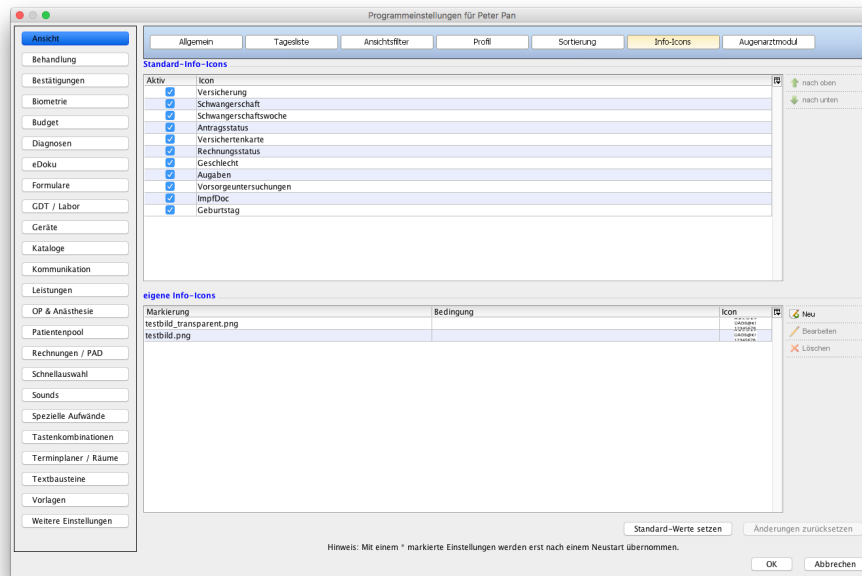 Programmeinstellungen für Peter Pan
Ansicht
Behandlung
Bestätigungen
Biometrie
Budget
Diagnosen
eDoku
Formulare
GDT / Labor
Geräte
Kataloge
Kommunikation
Leistungen
OP & Anästhesie
Patientenpool
Rechnungen / PAD
Schnellauswahl
Sounds
Spezielle Aufwände
Tastenkombinationen
Terminplaner / Räume
Textbausteine
Vorlagen
Weitere Einstellungen
Allgemein Tagesliste Ansichtsfilter Profil Sortierung Info-Icons Augenarztmodul
Standard-Info-Icons
Aktiv Icon
Versicherung
Schwangerschaft
Schwangerschaftswoche
Antragsstatus
Versichertenkarte
Rechnungsstatus
Geschlecht
Augaben
Vorsorgeuntersuchungen
ImpfDoc
Geburtstag
nach oben
nach unten
eigene Info-Icons
Markierung Bedingung Icon
testbild_transparent.png
testbild.png
Neu
Bearbeiten
Löschen
Standard-Werte setzen Änderungen zurücksetzen
Hinweis: Mit einem * markierte Einstellungen werden erst nach einem Neustart übernommen.
OK Abbrechen